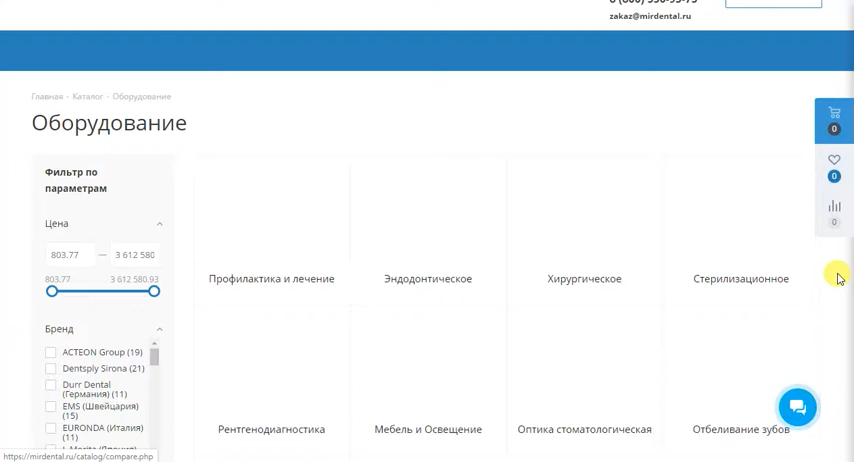 zakaz@mirdental.ru
0
Главная - Каталог - Оборудование
Оборудование
0
0
Фильтр по
параметрам
Цена
803.77 — 3 612 580
803.77 3 612 580.93
Профилактика и лечение
Эндодонтическое
Хирургическое
Стерилизационное
Бренд
ACTEON Group (19)
Dentsply Sirona (21)
Durr Dental
(Германия) (11)
EMS (Швейцария)
(15)
EURONDA (Италия)
(11)
Рентгенодиагностика
Мебель и Освещение
Оптика стоматологическая
Отбеливание зубов
https://mirdental.ru/catalog/compare.php